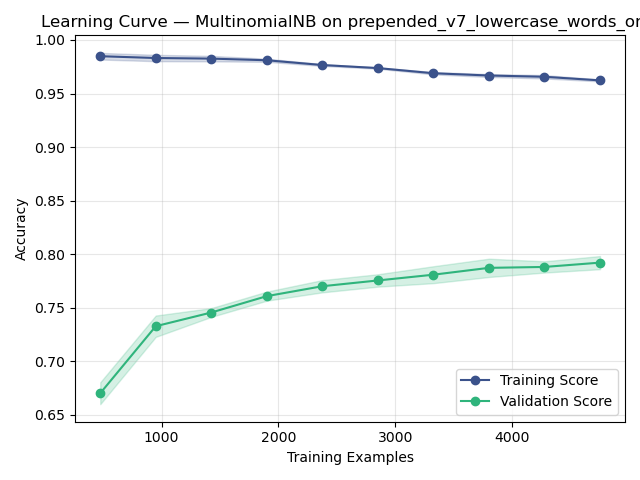 Learning Curve — MultinomialNB on prepended_v7_lowercase_words_or
1.00
0.95
0.90
0.85
0.80
0.75
0.70
0.65
Accuracy
Training Score
Validation Score
1000
2000
3000
4000
Training Examples